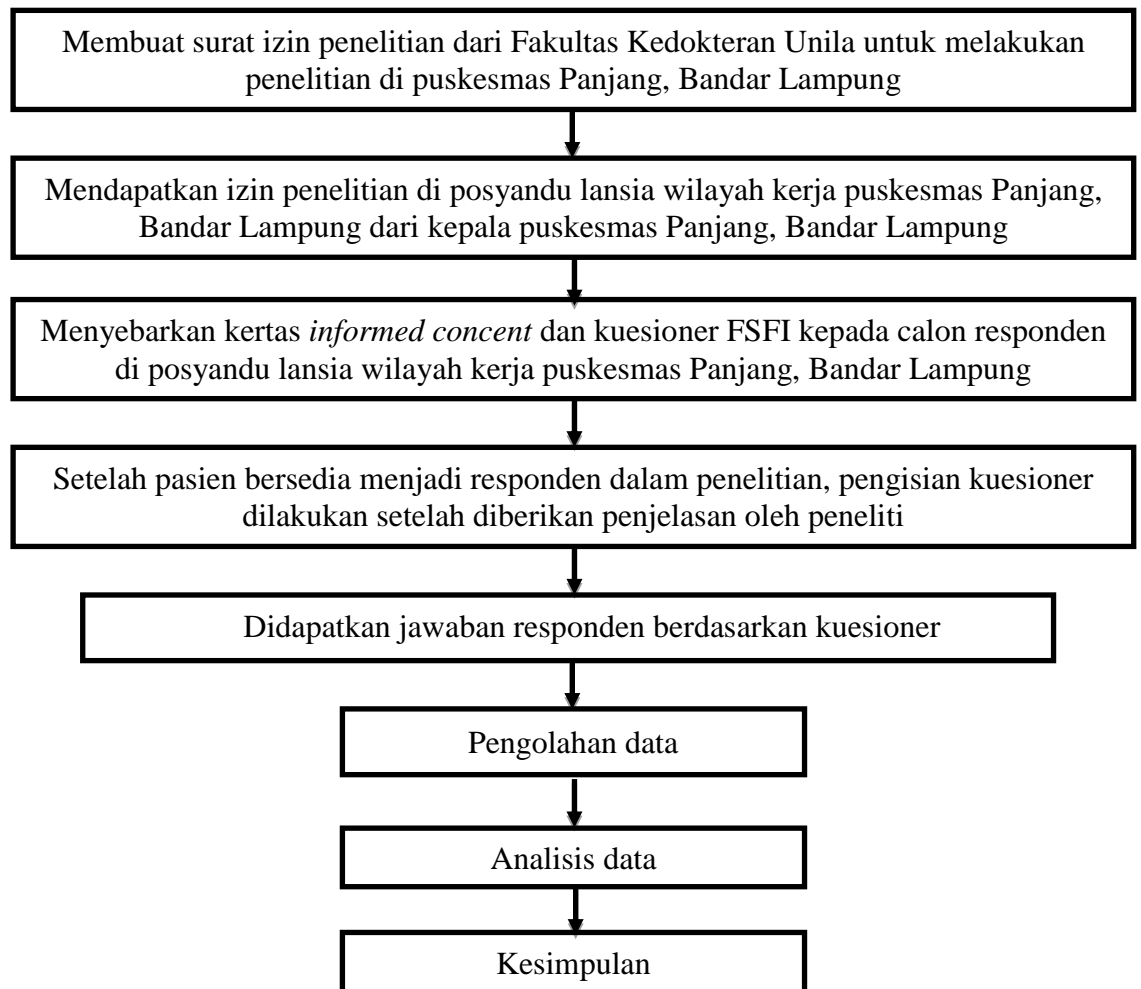 Membuat surat izin penelitian dari Fakultas Kedokteran Unila untuk melakukan
penelitian di puskesmas Panjang, Bandar Lampung
Mendapatkan izin penelitian di posyandu lansia wilayah kerja puskesmas Panjang,
Bandar Lampung dari kepala puskesmas Panjang, Bandar Lampung
Menyebarkan kertas informed concent dan kuesioner FSFI kepada calon responden
di posyandu lansia wilayah kerja puskesmas Panjang, Bandar Lampung
Setelah pasien bersedia menjadi responden dalam penelitian, pengisian kuesioner
dilakukan setelah diberikan penjelasan oleh peneliti
Didapatkan jawaban responden berdasarkan kuesioner
Pengolahan data
Analisis data
Kesimpulan